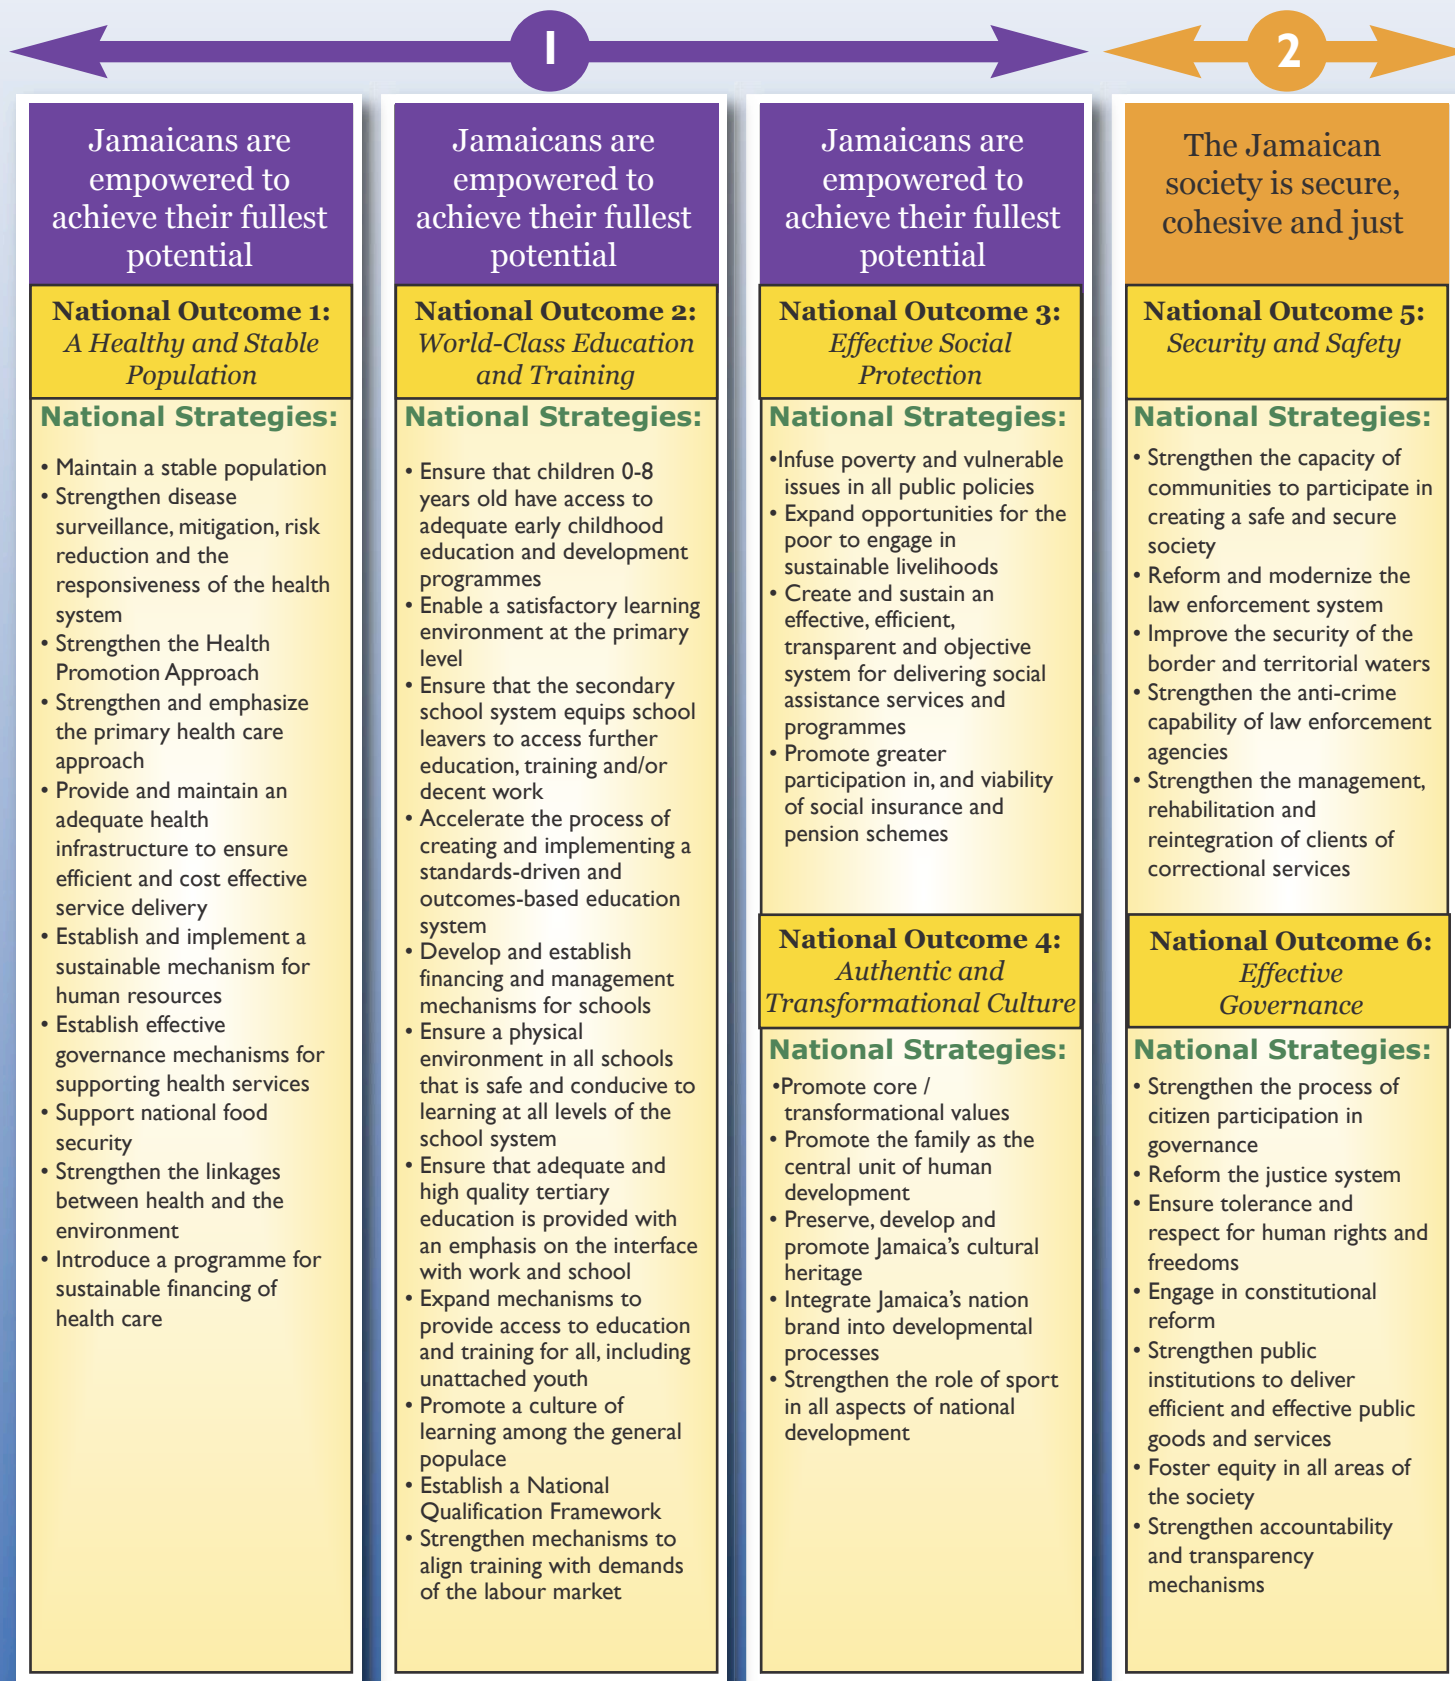 1
2
Jamaicans are
empowered to
achieve their fullest
potential
National Outcome 1:
A Healthy and Stable
Population
National Strategies:
• Maintain a stable population
• Strengthen disease
surveillance, mitigation, risk
reduction and the
responsiveness of the health
system
• Strengthen the Health
Promotion Approach
• Strengthen and emphasize
the primary health care
approach
• Provide and maintain an
adequate health
infrastructure to ensure
efficient and cost effective
service delivery
• Establish and implement a
sustainable mechanism for
human resources
• Establish effective
governance mechanisms for
supporting health services
• Support national food
security
• Strengthen the linkages
between health and the
environment
• Introduce a programme for
sustainable financing of
health care
Jamaicans are
empowered to
achieve their fullest
potential
National Outcome 2:
World-Class Education
and Training
National Strategies:
• Ensure that children 0-8
years old have access to
adequate early childhood
education and development
programmes
• Enable a satisfactory learning
environment at the primary
level
• Ensure that the secondary
school system equips school
leavers to access further
education, training and/or
decent work
• Accelerate the process of
creating and implementing a
standards-driven and
outcomes-based education
system
• Develop and establish
financing and management
mechanisms for schools
• Ensure a physical
environment in all schools
that is safe and conducive to
learning at all levels of the
school system
• Ensure that adequate and
high quality tertiary
education is provided with
an emphasis on the interface
with work and school
• Expand mechanisms to
provide access to education
and training for all, including
unattached youth
• Promote a culture of
learning among the general
populace
• Establish a National
Qualification Framework
• Strengthen mechanisms to
align training with demands
of the labour market
Jamaicans are
empowered to
achieve their fullest
potential
National Outcome 3:
Effective Social
Protection
National Strategies:
•Infuse poverty and vulnerable
issues in all public policies
• Expand opportunities for the
poor to engage in
sustainable livelihoods
• Create and sustain an
effective, efficient,
transparent and objective
system for delivering social
assistance services and
programmes
• Promote greater
participation in, and viability
of social insurance and
pension schemes
National Outcome 4:
Authentic and
Transformational Culture
National Strategies:
•Promote core /
transformational values
• Promote the family as the
central unit of human
development
• Preserve, develop and
promote Jamaica's cultural
heritage
• Integrate Jamaica's nation
brand into developmental
processes
• Strengthen the role of sport
in all aspects of national
development
The Jamaican
society is secure,
cohesive and just
National Outcome 5:
Security and Safety
National Strategies:
• Strengthen the capacity of
communities to participate in
creating a safe and secure
society
• Reform and modernize the
law enforcement system
• Improve the security of the
border and territorial waters
• Strengthen the anti-crime
capability of law enforcement
agencies
• Strengthen the management,
rehabilitation and
reintegration of clients of
correctional services
National Outcome 6:
Effective
Governance
National Strategies:
• Strengthen the process of
citizen participation in
governance
• Reform the justice system
• Ensure tolerance and
respect for human rights and
freedoms
• Engage in constitutional
reform
• Strengthen public
institutions to deliver
efficient and effective public
goods and services
• Foster equity in all areas of
the society
• Strengthen accountability
and transparency
mechanisms